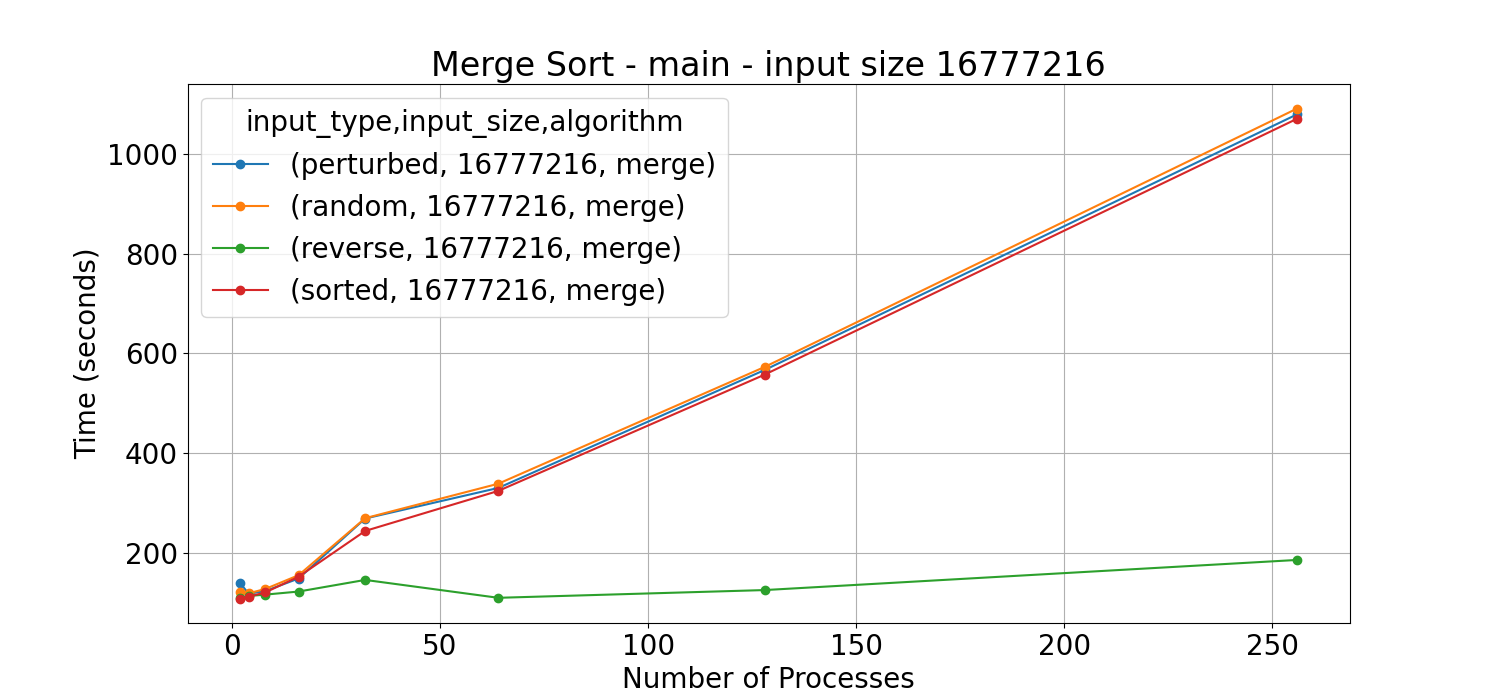 Merge Sort - main - input size 16777216
input_type,input_size,algorithm
(perturbed, 16777216, merge)
(random, 16777216, merge)
(reverse, 16777216, merge)
(sorted, 16777216, merge)
Time (seconds)
1000
800
600
400
200
0 50 100 150 200 250
Number of Processes